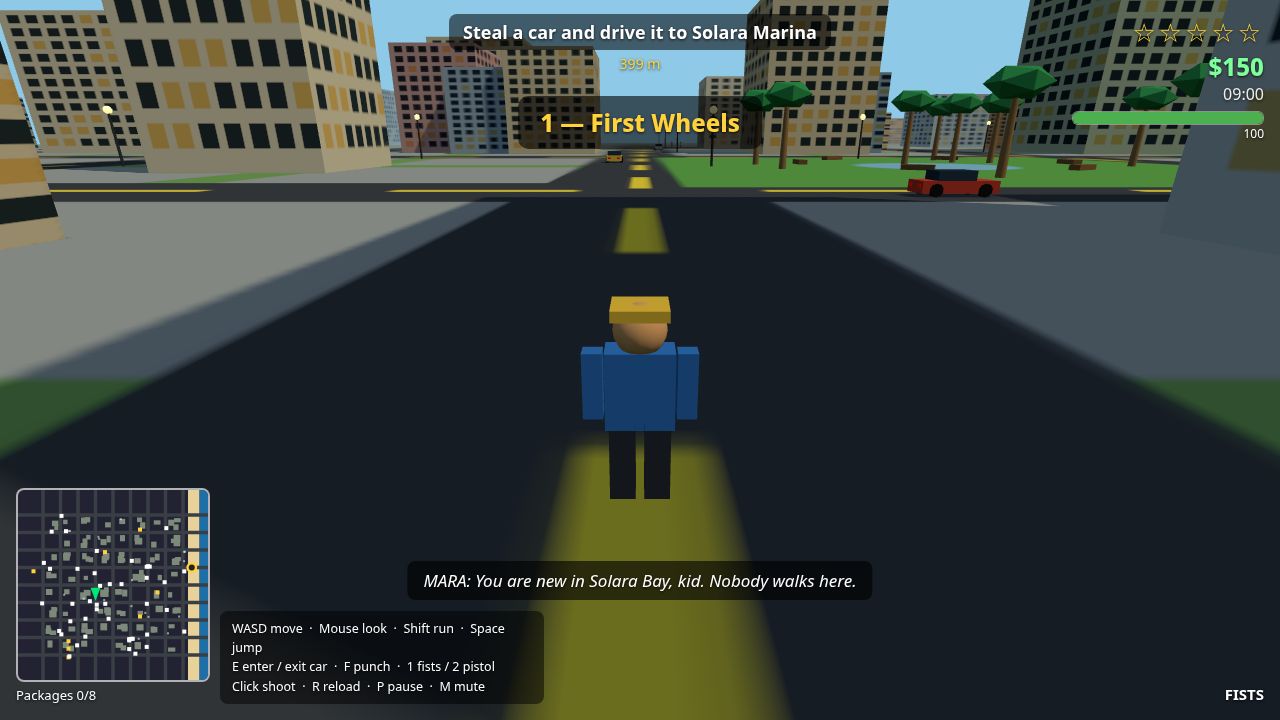 Steal a car and drive it to Solara Marina
399 m
1 — First Wheels
☆☆☆☆☆
$150
09:00
100
MARA: You are new in Solara Bay, kid. Nobody walks here.
WASD move · Mouse look · Shift run · Space
jump
E enter / exit car · F punch · 1 fists / 2 pistol
Click shoot · R reload · P pause · M mute
Packages 0/8
FISTS